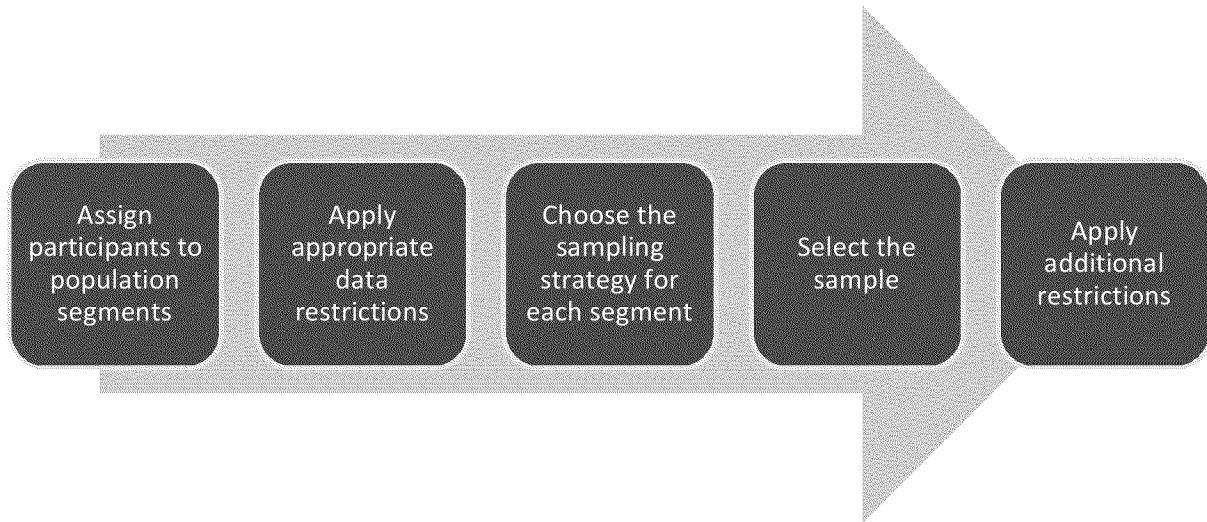 Assign
participants to
population
segments
Apply
appropriate
data
restrictions
Choose the
sampling
strategy for
each segment
Select the
sample
Apply
additional
restrictions